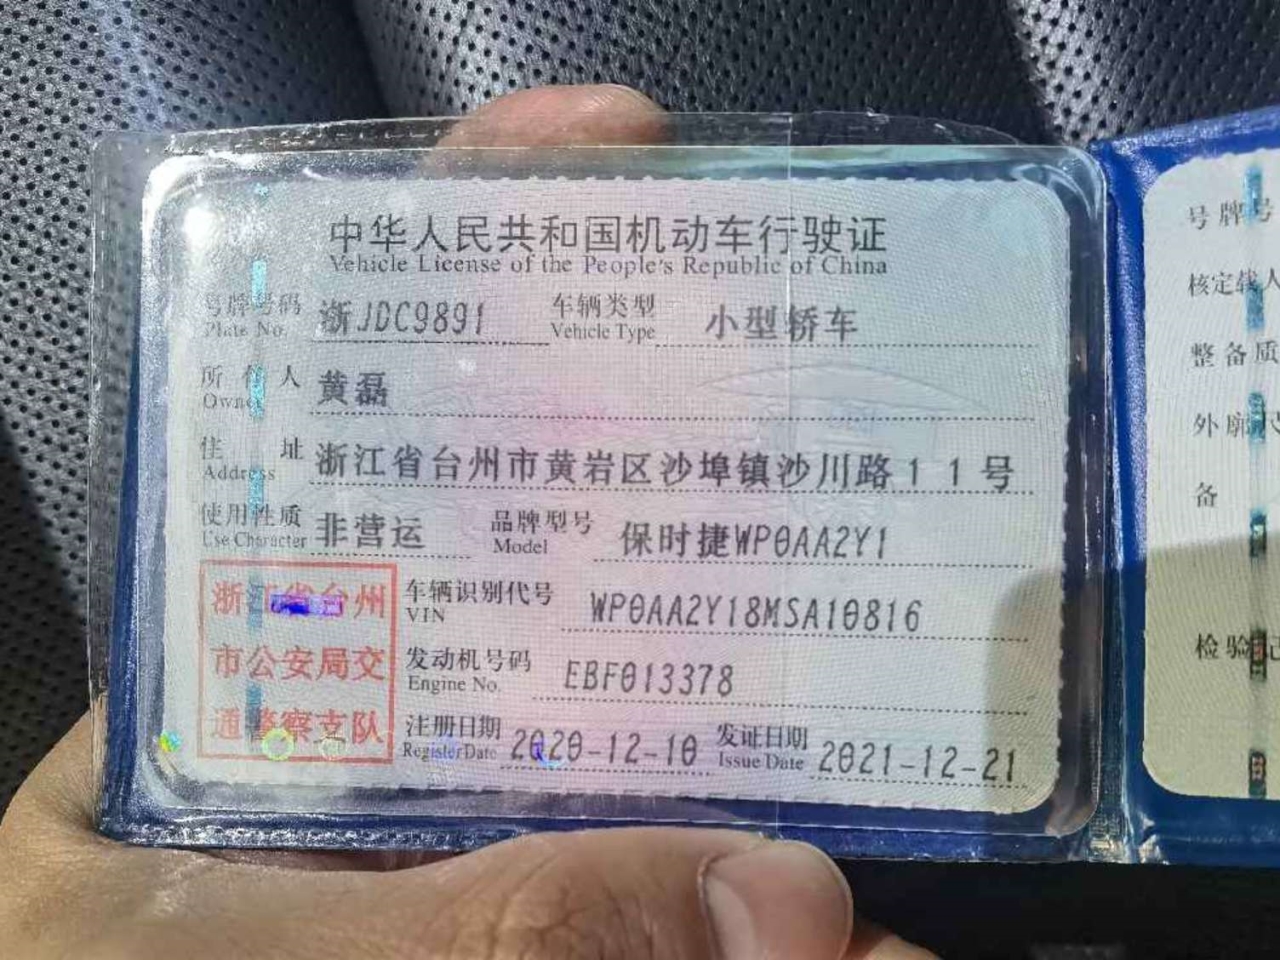 中华人民共和国机动车行驶证
Vehicle License of the People's Republic of China
号牌号码 浙JDC9891 车辆类型 小型轿车
Plate No. Vehicle Type
所有人 黄磊
Owner
住址 浙江省台州市黄岩区沙埠镇沙川路11号
Address
使用性质 非营运 品牌型号 保时捷WP0AA2Y1
Use Character Model
浙江省台州
市公安局交
通警察支队
车辆识别代号 WP0AA2Y18MSA10816
VIN
发动机号码 EBF013378
Engine No.
注册日期 2020-12-10 发证日期 2021-12-21
Register Date Issue Date
号牌号
核定载人
整备质
外廓尺
备
检验记